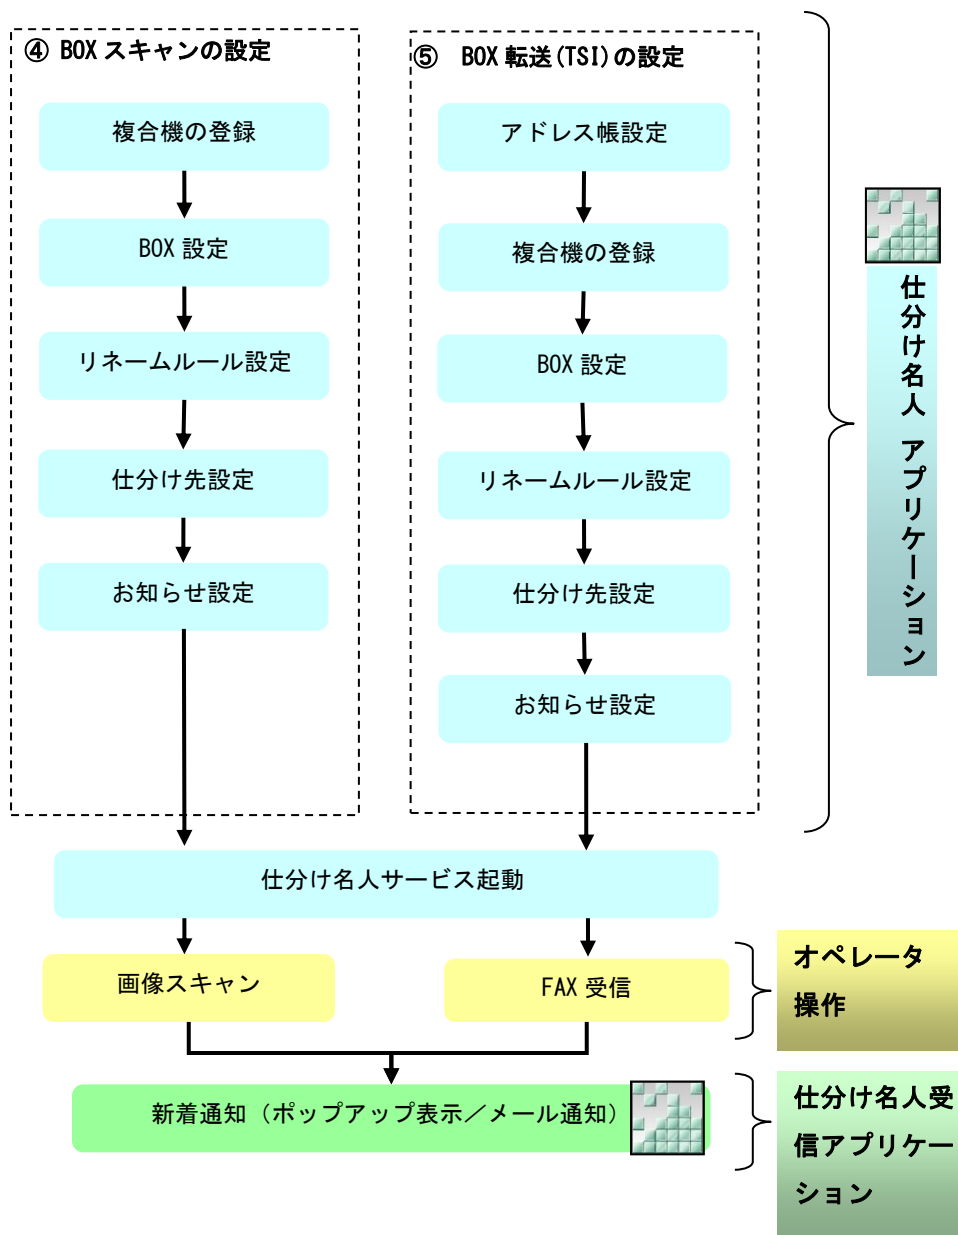 ④ BOX スキャンの設定
複合機の登録
BOX 設定
リネームルール設定
仕分け先設定
お知らせ設定
⑤ BOX 転送(TSI)の設定
アドレス帳設定
複合機の登録
BOX 設定
リネームルール設定
仕分け先設定
お知らせ設定
仕分け名人 アプリケーション
仕分け名人サービス起動
画像スキャン
FAX 受信
オペレータ
操作
新着通知（ポップアップ表示／メール通知）
仕分け名人受
信アプリケー
ション